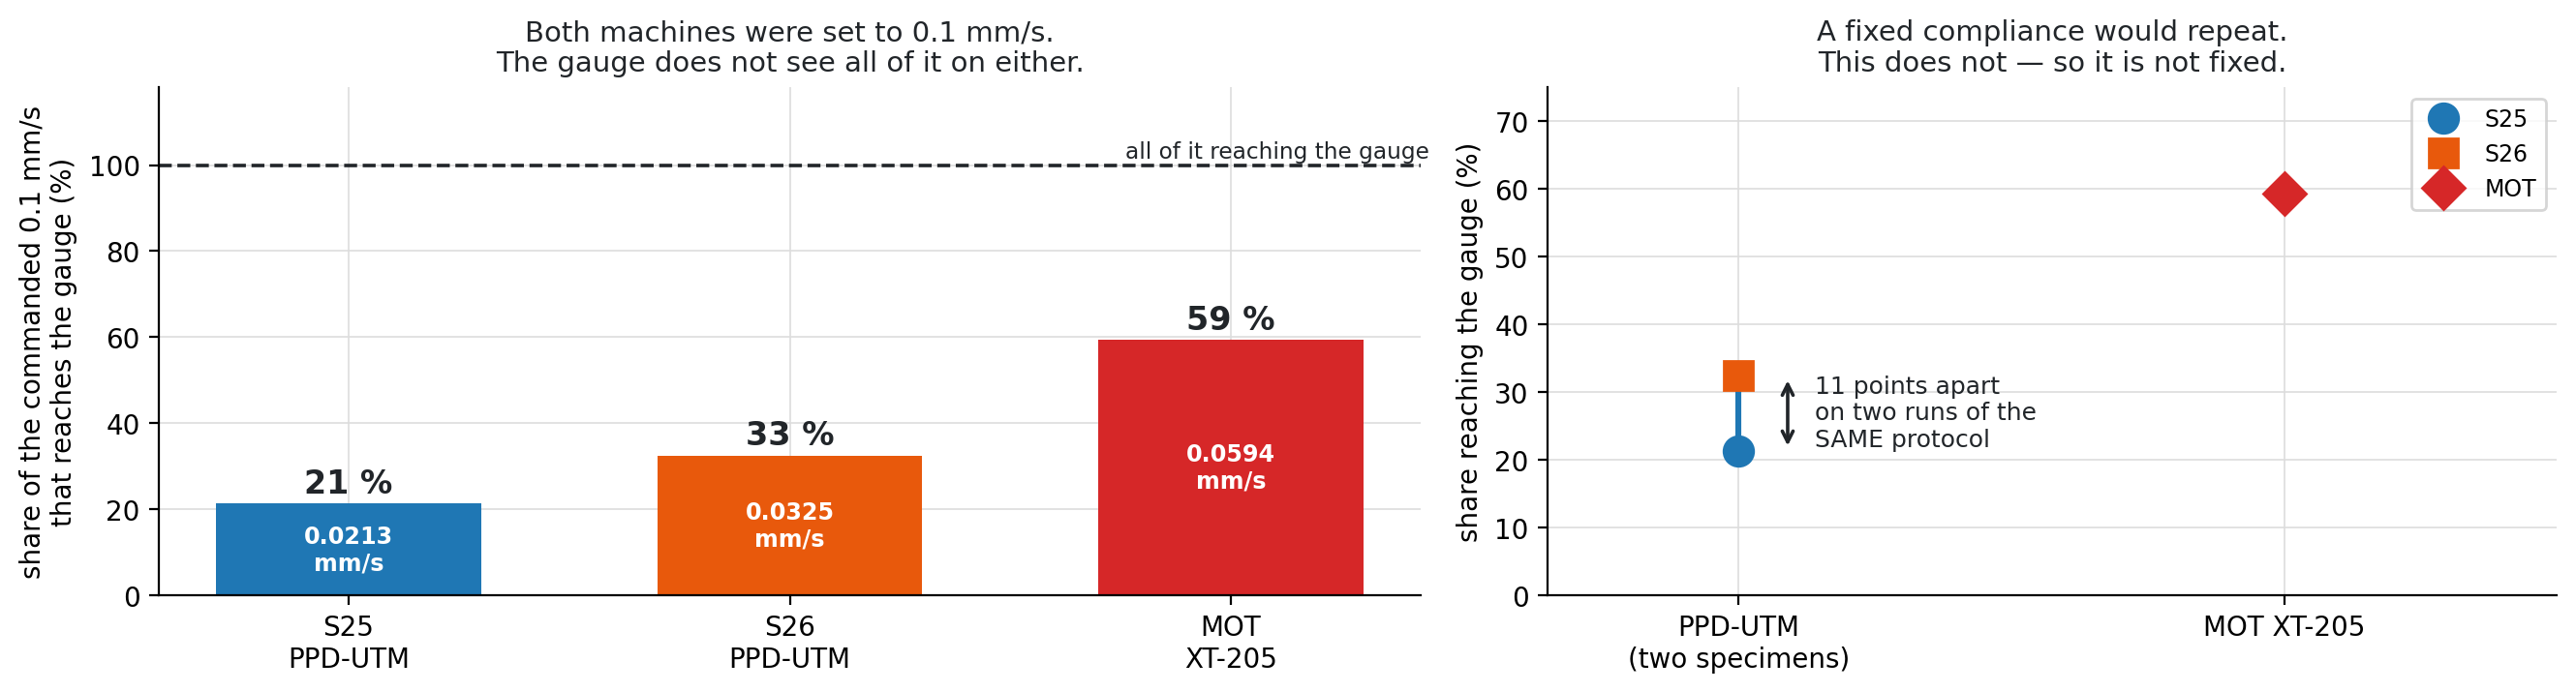 Both machines were set to 0.1 mm/s.
The gauge does not see all of it on either.
share of the commanded 0.1 mm/s
that reaches the gauge (%)
100
80
60
40
20
0
all of it reaching the gauge
21 %
0.0213
mm/s
33 %
0.0325
mm/s
59 %
0.0594
mm/s
S25
PPD-UTM
S26
PPD-UTM
MOT
XT-205
A fixed compliance would repeat.
This does not — so it is not fixed.
share reaching the gauge (%)
70
60
50
40
30
20
10
0
S25
S26
MOT
11 points apart
on two runs of the
SAME protocol
PPD-UTM
(two specimens)
MOT XT-205